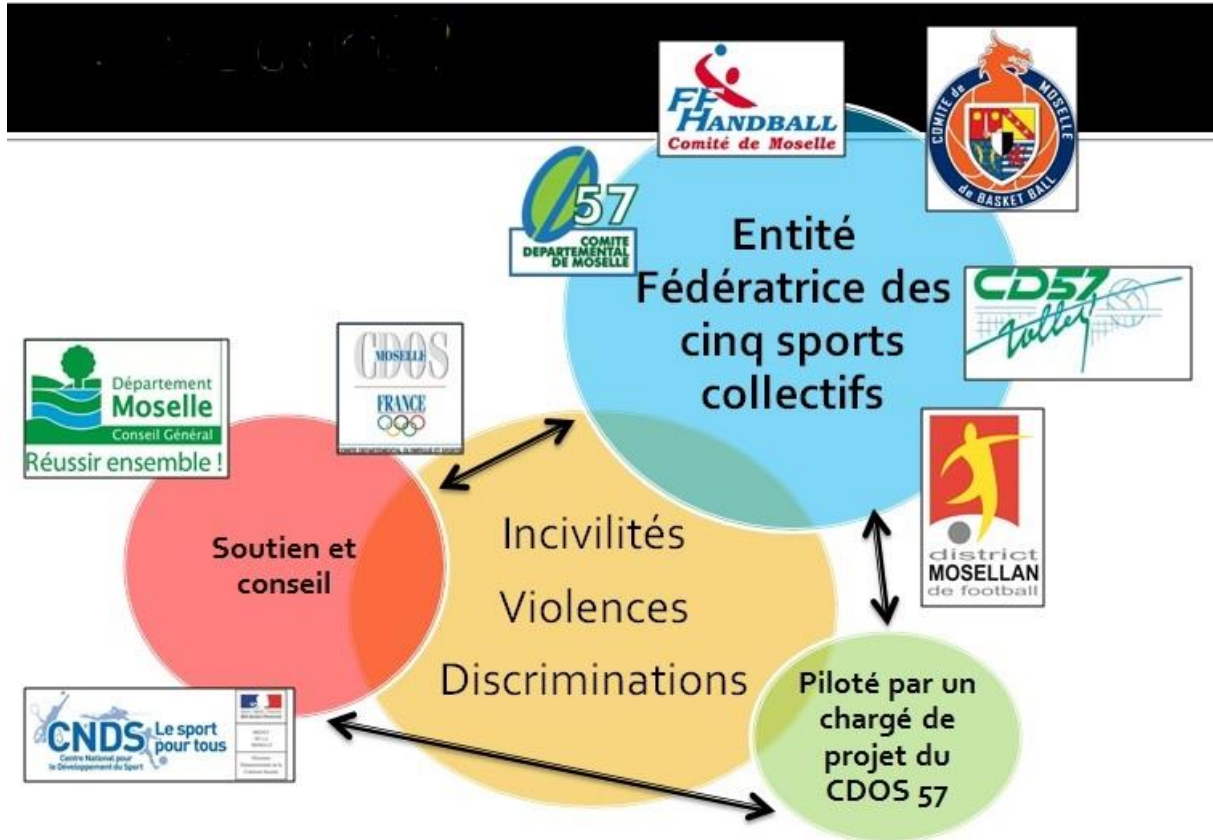 FF
HANDBALL
Comité de Moselle
COMITE de MOSELLE
de BASKET BALL
57
COMITE
DEPARTEMENTAL
DE MOSELLE
Entité
Fédératrice des
cinq sports
collectifs
CD57
Volley
Département
Moselle
Conseil Général
Réussir ensemble !
MOSELLE
CDOS
FRANCE
district
MOSELLAN
de football
Soutien et
conseil
Incivilités
Violences
Discriminations
Piloté par un
chargé de
projet du
CDOS 57
CNDS
Le sport
pour tous
Centre National pour
le Développement du Sport